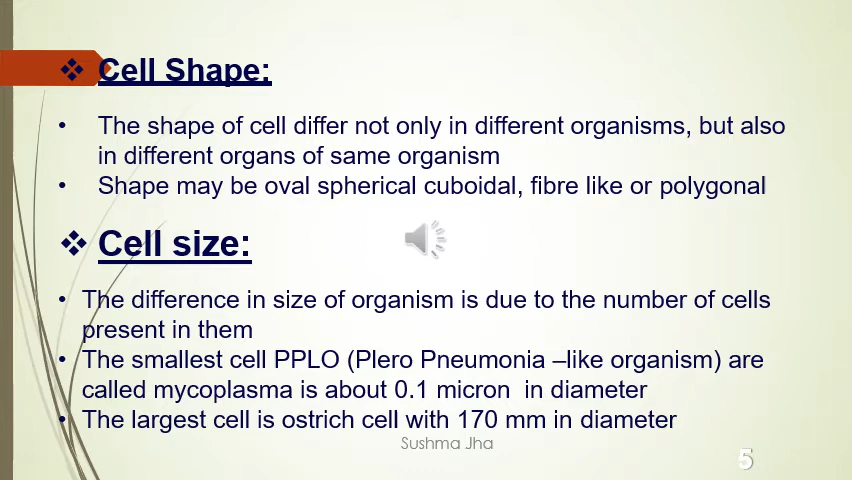 ❖ Cell Shape:
• The shape of cell differ not only in different organisms, but also
in different organs of same organism
• Shape may be oval spherical cuboidal, fibre like or polygonal
❖ Cell size:
• The difference in size of organism is due to the number of cells
present in them
• The smallest cell PPLO (Plero Pneumonia –like organism) are
called mycoplasma is about 0.1 micron in diameter
• The largest cell is ostrich cell with 170 mm in diameter
Sushma Jha
5